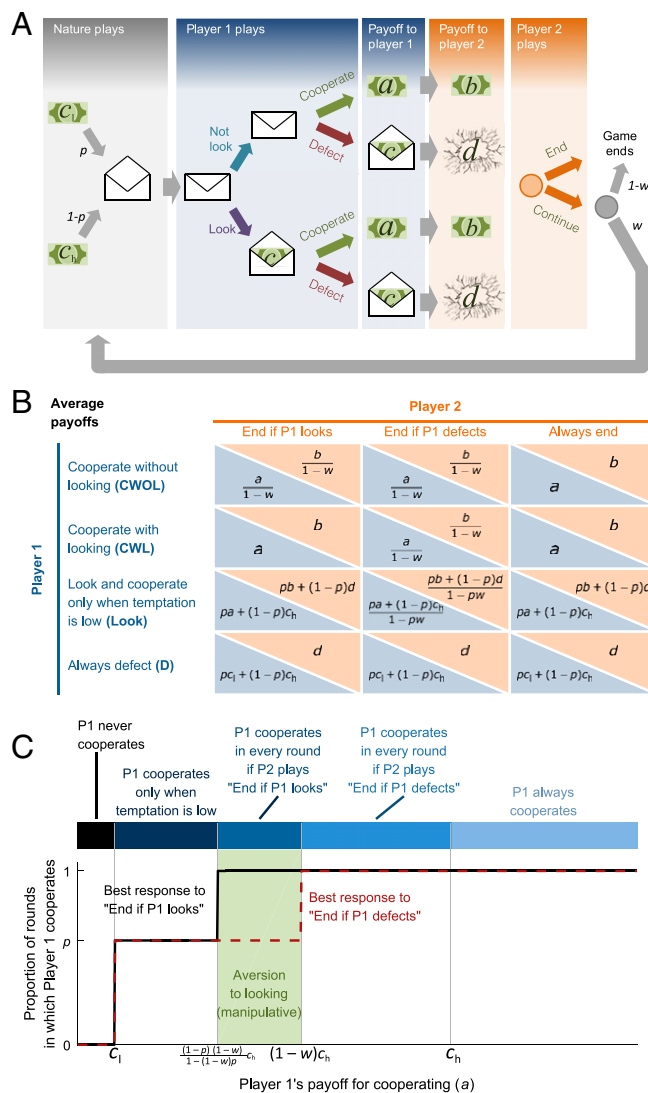 A
Nature plays
Player 1 plays
Payoff to
player 1
Payoff to
player 2
Player 2
plays
c_l
p
1-p
c_h
Not
look
Look
Cooperate
Defect
Cooperate
Defect
c
a
b
c
d
a
b
c
d
End
Continue
Game
ends
1-w
w
B
Average
payoffs
Player 2
End if P1 looks
End if P1 defects
Always end
Player 1
Cooperate without
looking (CWOL)
a/(1 − w)
b/(1 − w)
a/(1 − w)
b/(1 − w)
a
b
Cooperate with
looking (CWL)
a
b
a/(1 − w)
b/(1 − w)
a
b
Look and cooperate
only when temptation
is low (Look)
pa + (1 − p)c_h
pb + (1 − p)d
(pa + (1 − p)c_h)/(1 − pw)
(pb + (1 − p)d)/(1 − pw)
pa + (1 − p)c_h
pb + (1 − p)d
Always defect (D)
pc_l + (1 − p)c_h
d
pc_l + (1 − p)c_h
d
pc_l + (1 − p)c_h
d
C
P1 never
cooperates
P1 cooperates
only when
temptation is low
P1 cooperates
in every round
if P2 plays
"End if P1 looks"
P1 cooperates
in every round
if P2 plays
"End if P1 defects"
P1 always
cooperates
Proportion of rounds
in which Player 1 cooperates
1
p
0
Best response to
"End if P1 looks"
Best response to
"End if P1 defects"
Aversion
to looking
(manipulative)
c_l
((1−p)(1−w))/(1−(1−w)p) c_h
(1−w)c_h
c_h
Player 1's payoff for cooperating (a)